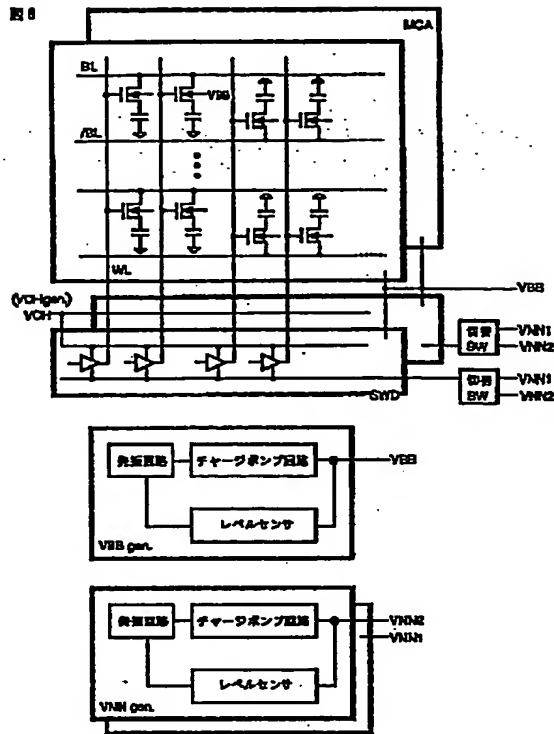 図6
MCA
BL
VBB
/BL
WL
VBB
(VCHgen.)
VCH
切替
SW
VNN1
VNN2
切替
SW
VNN1
VNN2
SWD
発振回路
チャージポンプ回路
VBB
レベルセンサ
VBB gen.
発振回路
チャージポンプ回路
VNN2
VNN1
レベルセンサ
VNN gen.